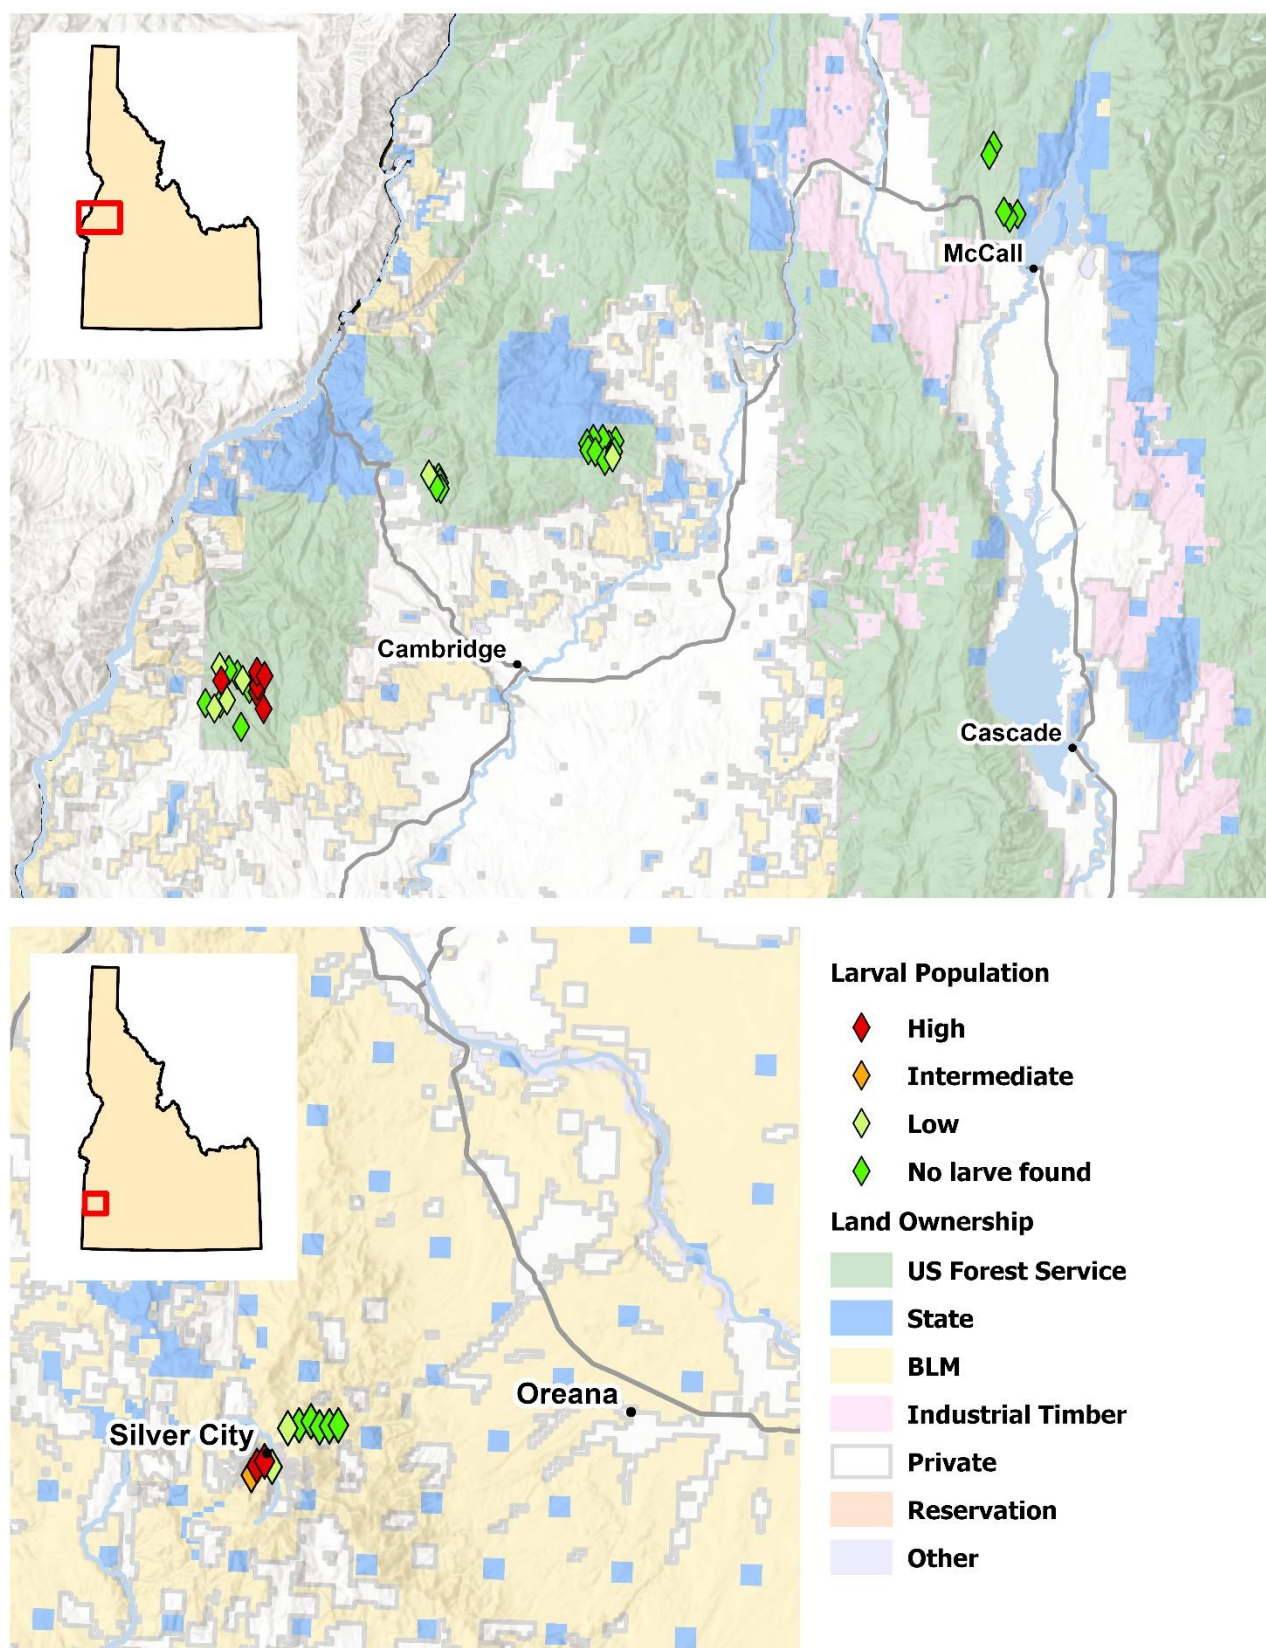 McCall
Cambridge
Cascade
Oreana
Silver City
Larval Population
High
Intermediate
Low
No larve found
Land Ownership
US Forest Service
State
BLM
Industrial Timber
Private
Reservation
Other